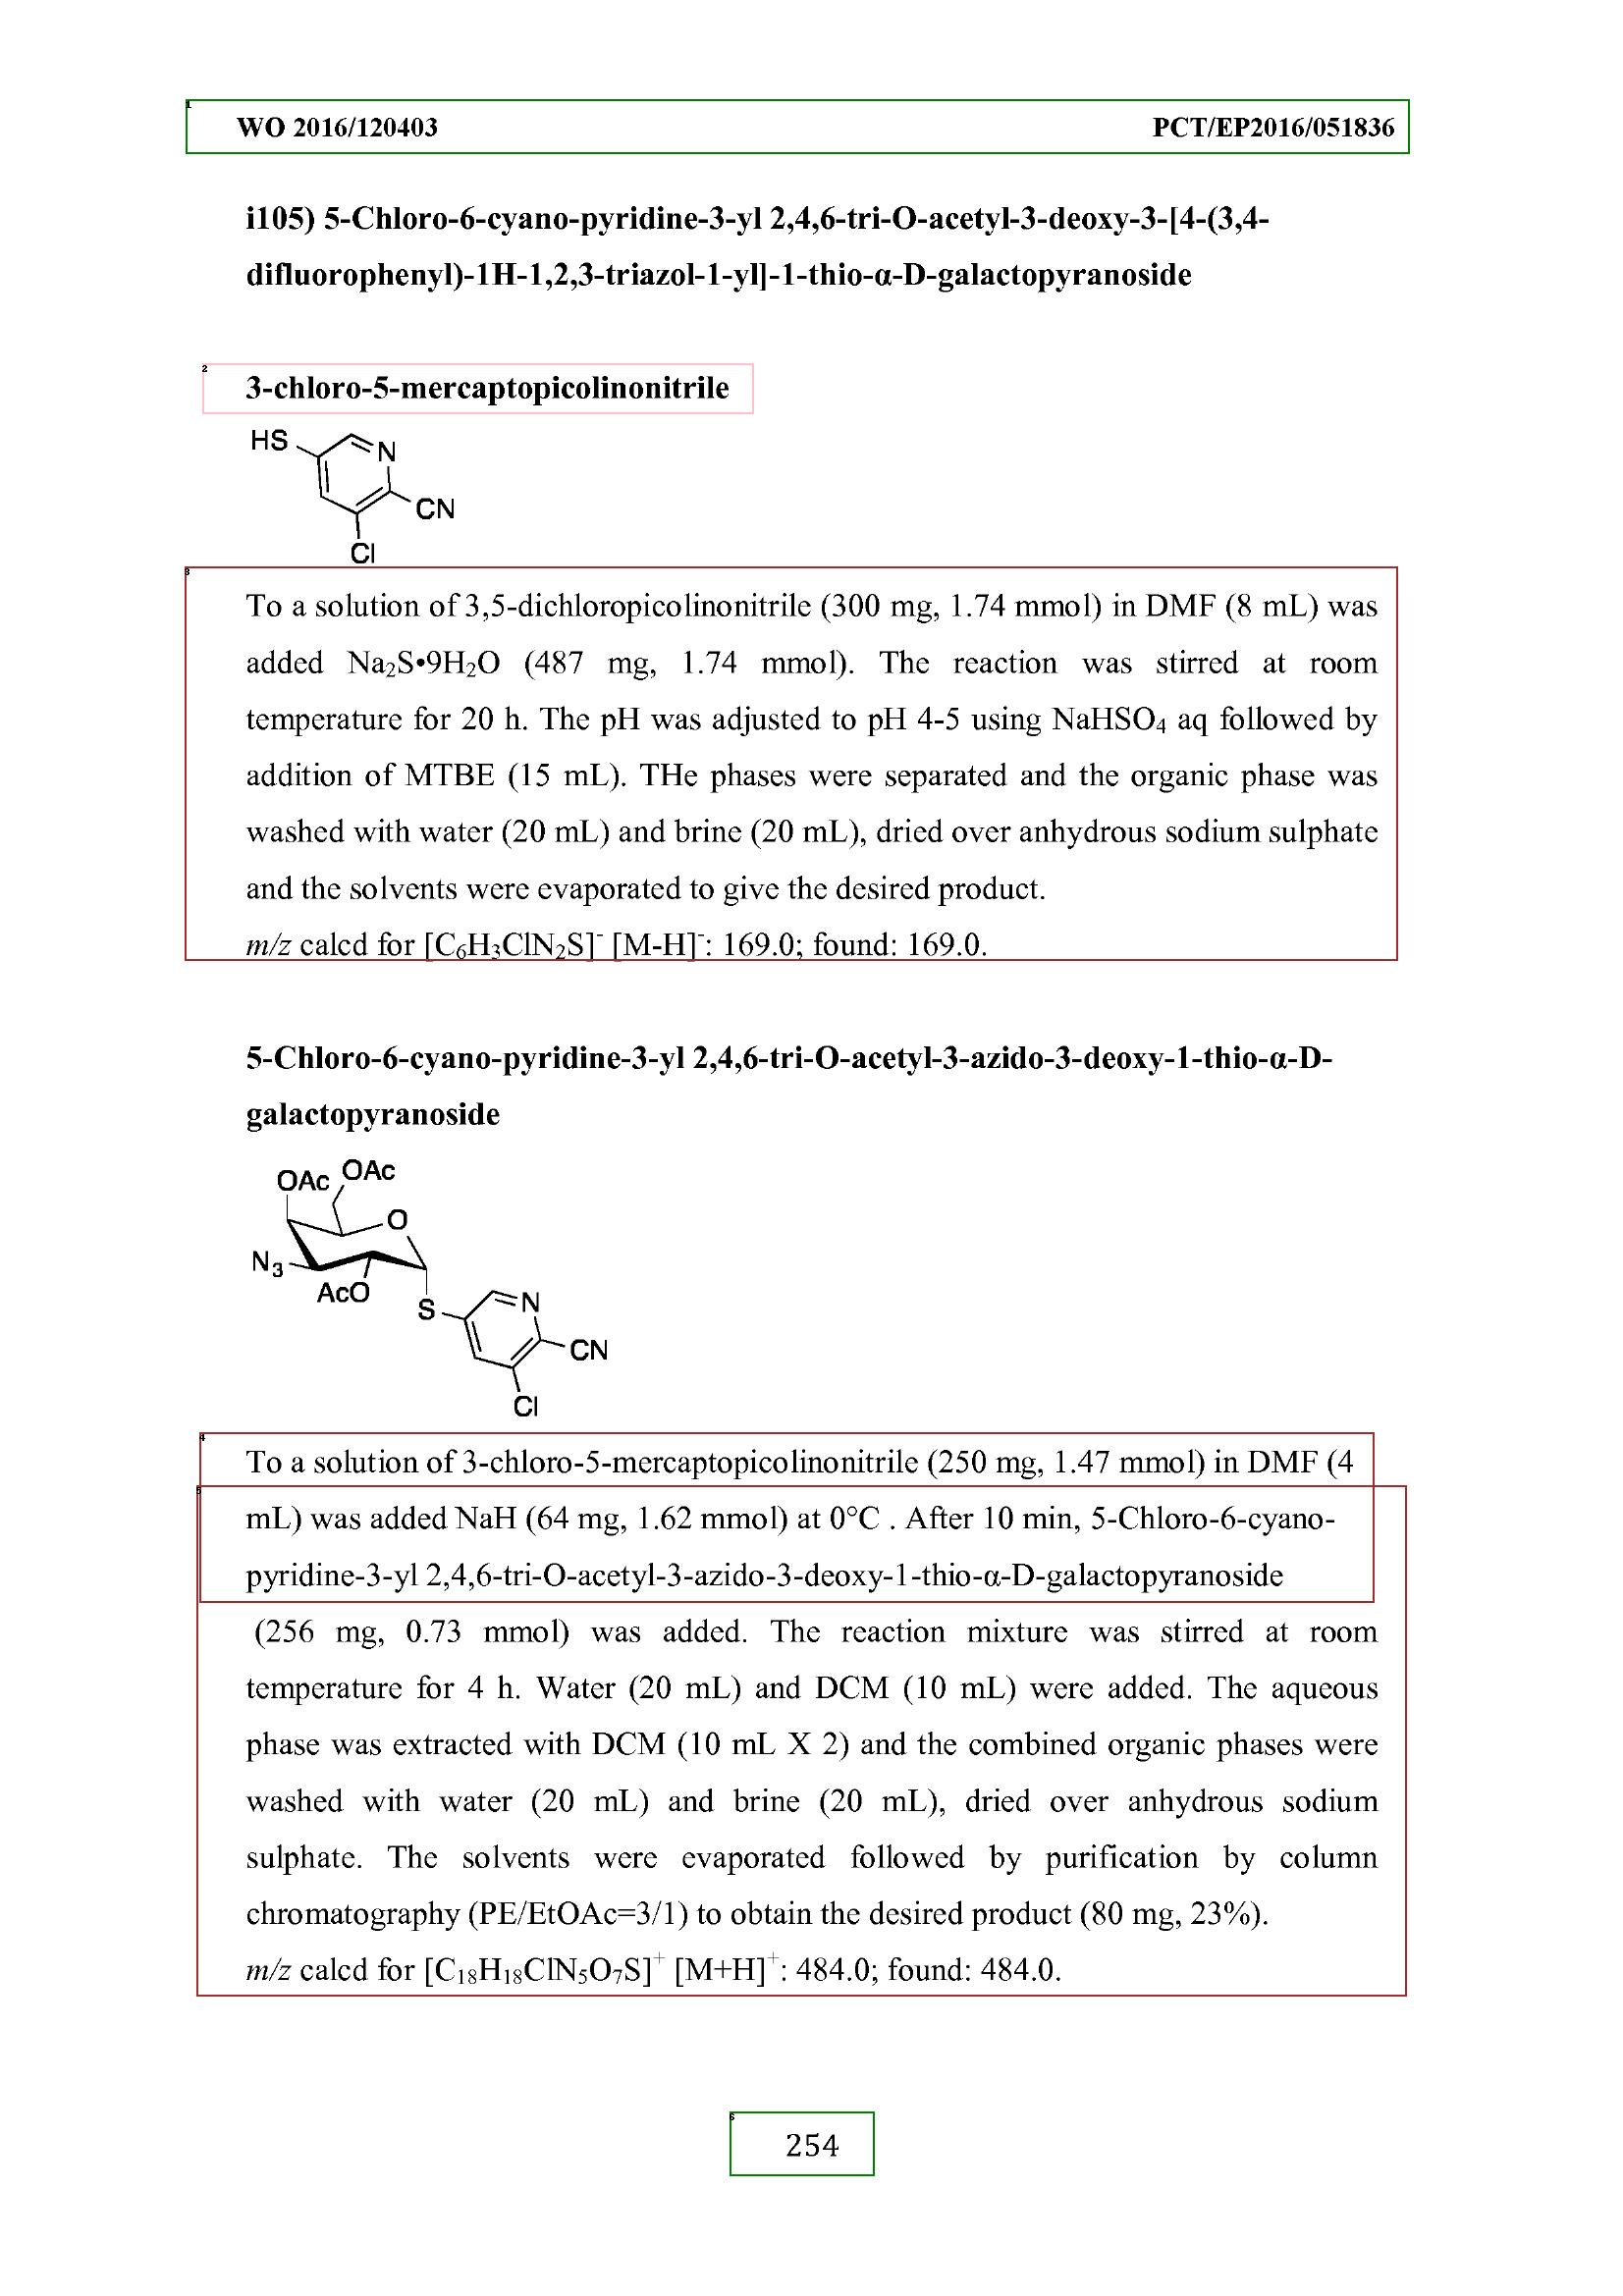 WO 2016/120403 PCT/EP2016/051836
i105) 5-Chloro-6-cyano-pyridine-3-yl 2,4,6-tri-O-acetyl-3-deoxy-3-[4-(3,4-
difluorophenyl)-1H-1,2,3-triazol-1-yl]-1-thio-α-D-galactopyranoside
2
3-chloro-5-mercaptopicolinonitrile
HS
N
CN
Cl
3
To a solution of 3,5-dichloropicolinonitrile (300 mg, 1.74 mmol) in DMF (8 mL) was
added Na₂S•9H₂O (487 mg, 1.74 mmol). The reaction was stirred at room
temperature for 20 h. The pH was adjusted to pH 4-5 using NaHSO₄ aq followed by
addition of MTBE (15 mL). THe phases were separated and the organic phase was
washed with water (20 mL) and brine (20 mL), dried over anhydrous sodium sulphate
and the solvents were evaporated to give the desired product.
m/z calcd for [C₆H₃ClN₂S]⁻ [M-H]⁻: 169.0; found: 169.0.
5-Chloro-6-cyano-pyridine-3-yl 2,4,6-tri-O-acetyl-3-azido-3-deoxy-1-thio-α-D-
galactopyranoside
OAc OAc
O
N₃
AcO
S
N
CN
Cl
4
To a solution of 3-chloro-5-mercaptopicolinonitrile (250 mg, 1.47 mmol) in DMF (4
5
mL) was added NaH (64 mg, 1.62 mmol) at 0°C . After 10 min, 5-Chloro-6-cyano-
pyridine-3-yl 2,4,6-tri-O-acetyl-3-azido-3-deoxy-1-thio-α-D-galactopyranoside
(256 mg, 0.73 mmol) was added. The reaction mixture was stirred at room
temperature for 4 h. Water (20 mL) and DCM (10 mL) were added. The aqueous
phase was extracted with DCM (10 mL X 2) and the combined organic phases were
washed with water (20 mL) and brine (20 mL), dried over anhydrous sodium
sulphate. The solvents were evaporated followed by purification by column
chromatography (PE/EtOAc=3/1) to obtain the desired product (80 mg, 23%).
m/z calcd for [C₁₈H₁₈ClN₅O₇S]⁺ [M+H]⁺: 484.0; found: 484.0.
6
254